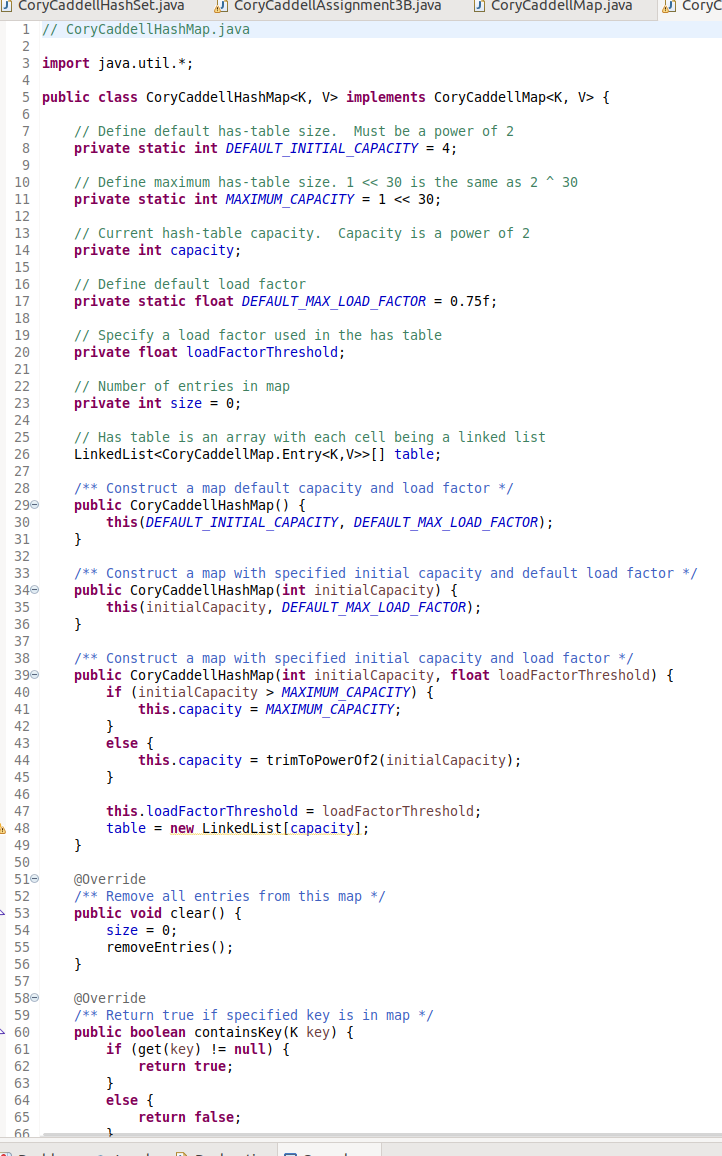 CoryCaddellHashSet.java CoryCaddellAssignment3B.java CoryCaddellMap.java
1 // CoryCaddellHashMap.java
2
3 import java.util.*;
4
5 public class CoryCaddellHashMap<K, V> implements CoryCaddellMap<K, V> {
6
7 // Define default has-table size.  Must be a power of 2
8 private static int DEFAULT_INITIAL_CAPACITY = 4;
9
10 // Define maximum has-table size. 1 << 30 is the same as 2 ^ 30
11 private static int MAXIMUM_CAPACITY = 1 << 30;
12
13 // Current hash-table capacity.  Capacity is a power of 2
14 private int capacity;
15
16 // Define default load factor
17 private static float DEFAULT_MAX_LOAD_FACTOR = 0.75f;
18
19 // Specify a load factor used in the has table
20 private float loadFactorThreshold;
21
22 // Number of entries in map
23 private int size = 0;
24
25 // Has table is an array with each cell being a linked list
26 LinkedList<CoryCaddellMap.Entry<K,V>>[] table;
27
28 /** Construct a map default capacity and load factor */
29 public CoryCaddellHashMap() {
30 this(DEFAULT_INITIAL_CAPACITY, DEFAULT_MAX_LOAD_FACTOR);
31 }
32
33 /** Construct a map with specified initial capacity and default load factor */
34 public CoryCaddellHashMap(int initialCapacity) {
35 this(initialCapacity, DEFAULT_MAX_LOAD_FACTOR);
36 }
37
38 /** Construct a map with specified initial capacity and load factor */
39 public CoryCaddellHashMap(int initialCapacity, float loadFactorThreshold) {
40 if (initialCapacity > MAXIMUM_CAPACITY) {
41 this.capacity = MAXIMUM_CAPACITY;
42 }
43 else {
44 this.capacity = trimToPowerOf2(initialCapacity);
45 }
46
47 this.loadFactorThreshold = loadFactorThreshold;
48 table = new LinkedList[capacity];
49 }
50
51 @Override
52 /** Remove all entries from this map */
53 public void clear() {
54 size = 0;
55 removeEntries();
56 }
57
58 @Override
59 /** Return true if specified key is in map */
60 public boolean containsKey(K key) {
61 if (get(key) != null) {
62 return true;
63 }
64 else {
65 return false;
66 }